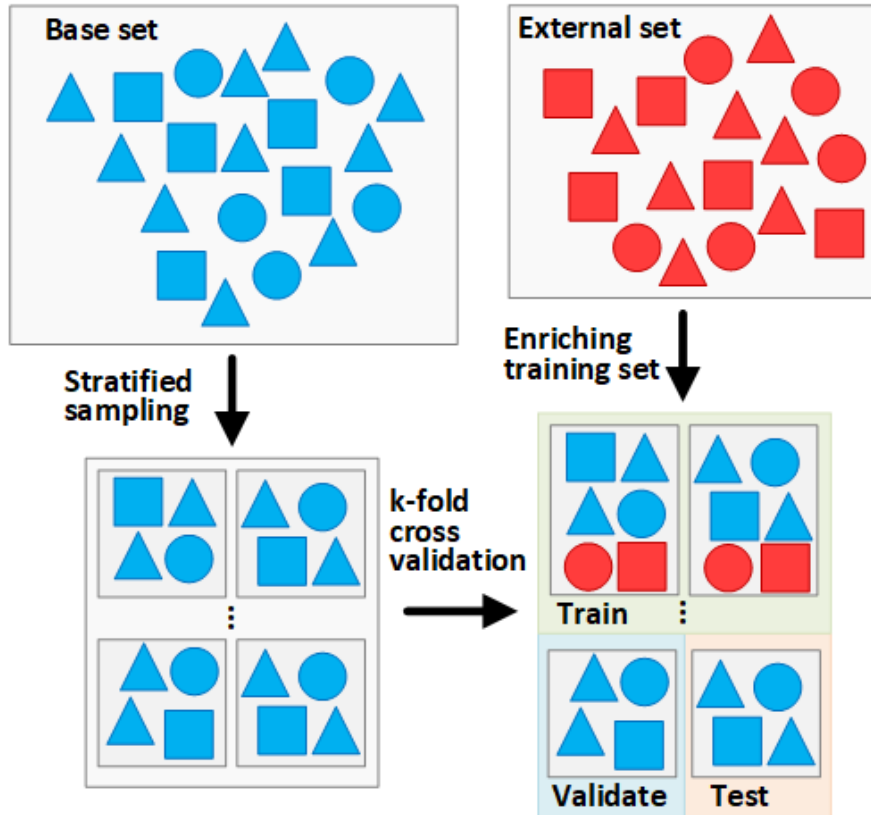 Base set
External set
Stratified
sampling
Enriching
training set
k-fold
cross
validation
Train
Validate
Test